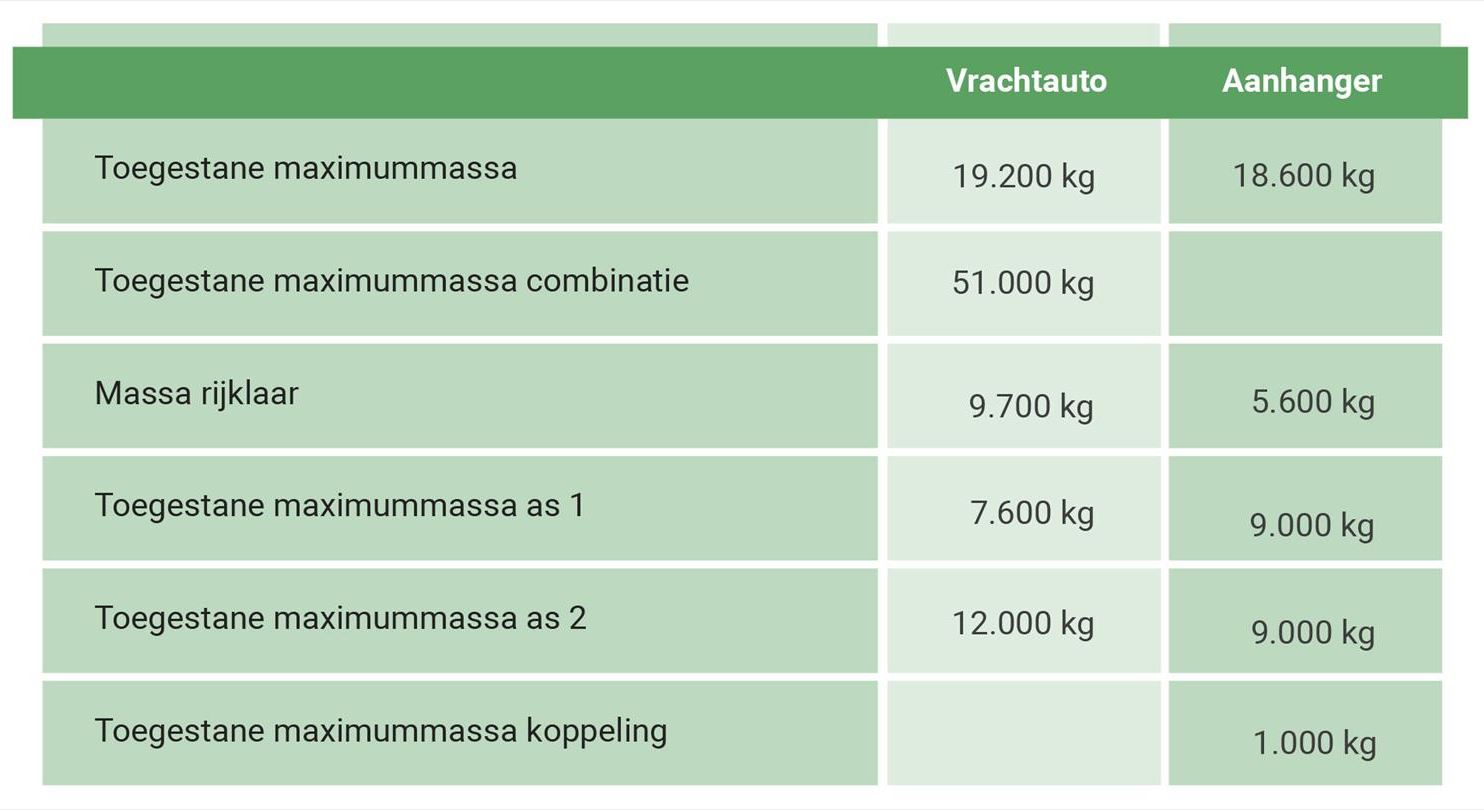 Vrachtauto Aanhanger
Toegestane maximummassa 19.200 kg 18.600 kg
Toegestane maximummassa combinatie 51.000 kg
Massa rijklaar 9.700 kg 5.600 kg
Toegestane maximummassa as 1 7.600 kg 9.000 kg
Toegestane maximummassa as 2 12.000 kg 9.000 kg
Toegestane maximummassa koppeling 1.000 kg